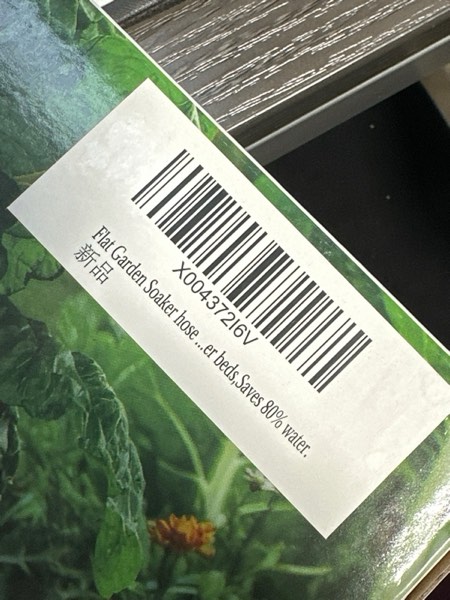 X004372I6V
Flat Garden Soaker hose ...er beds,Saves 80% water.
新品